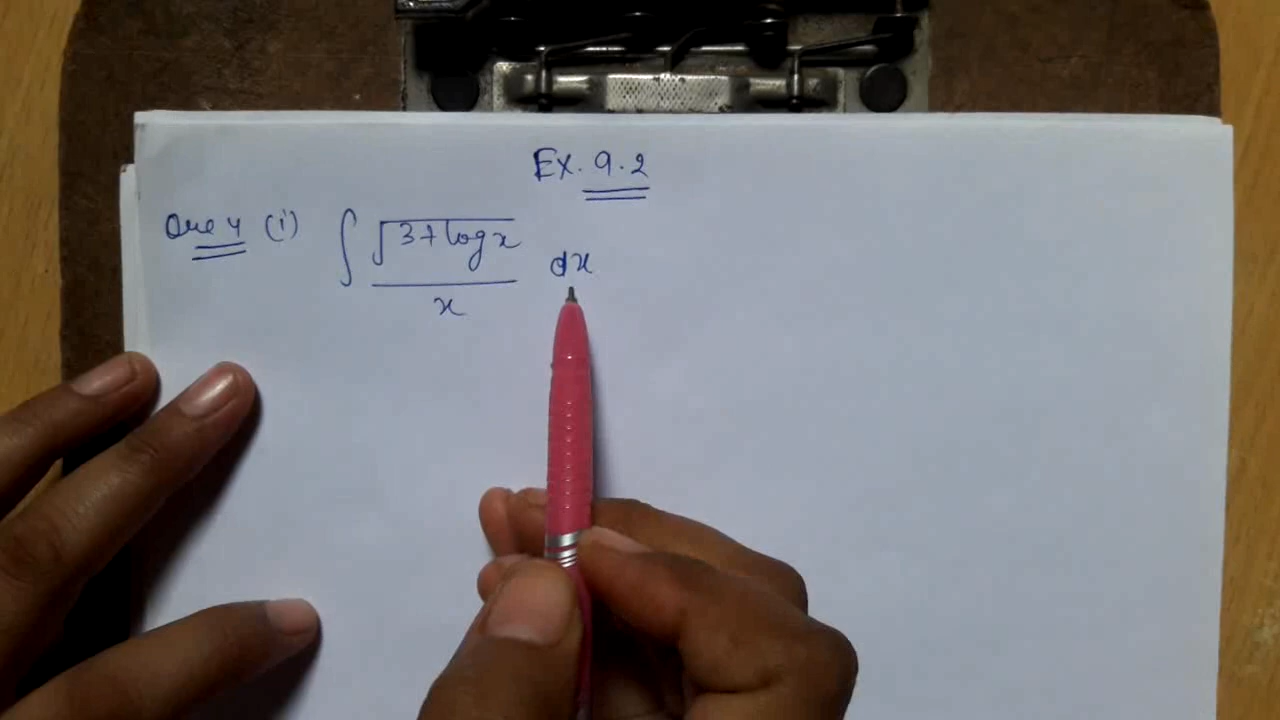 Ex. 9.2
Que 4 (i) ∫ √(3+log x) / x dx